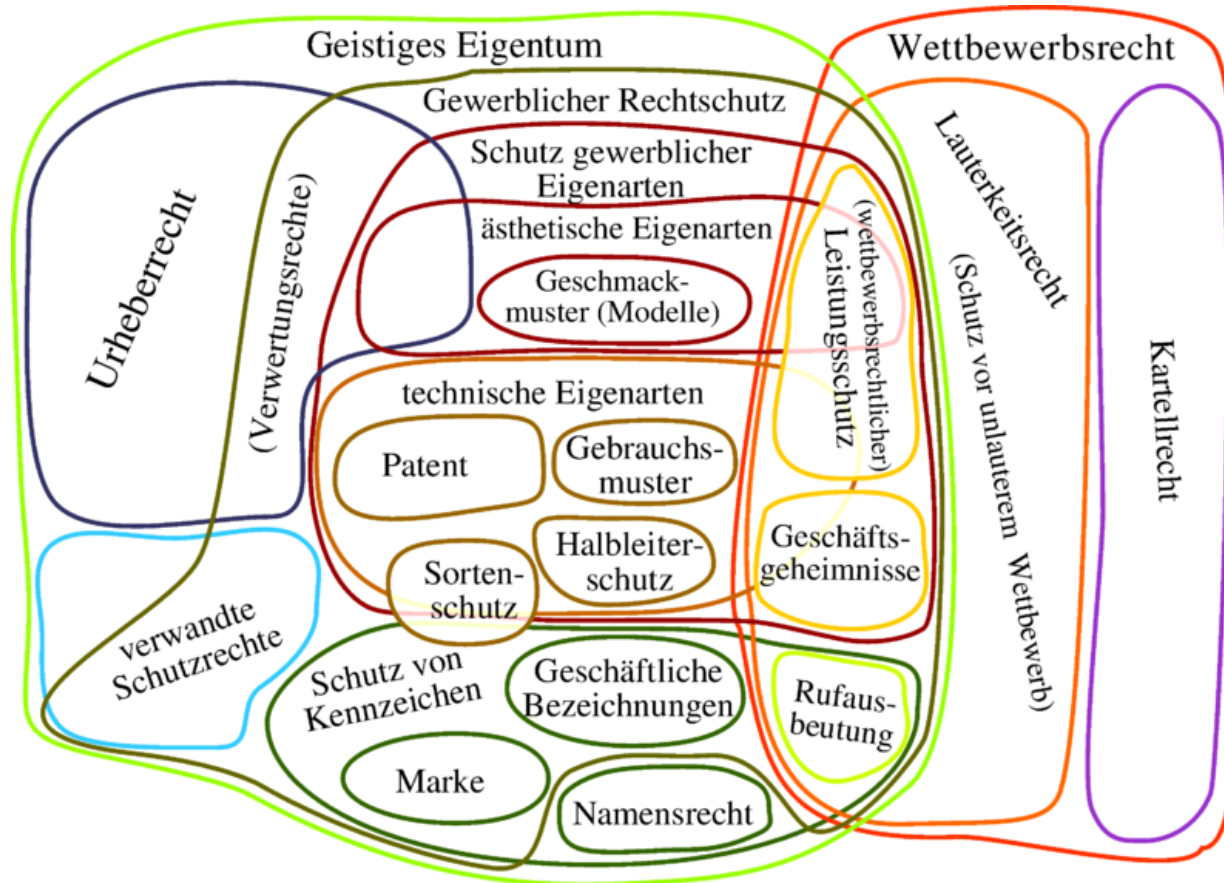 Geistiges Eigentum
Wettbewerbsrecht
Gewerblicher Rechtschutz
Schutz gewerblicher
Eigenarten
ästhetische Eigenarten
Geschmack-
muster (Modelle)
Urheberrecht
(Verwertungsrechte)
(wettbewerbsrechtlicher)
Leistungsschutz
Lauterkeitsrecht
(Schutz vor unlauterem Wettbewerb)
Kartellrecht
technische Eigenarten
Patent
Gebrauchs-
muster
Halbleiter-
schutz
Sorten-
schutz
Geschäfts-
geheimnisse
verwandte
Schutzrechte
Schutz von
Kennzeichen
Geschäftliche
Bezeichnungen
Rufaus-
beutung
Marke
Namensrecht